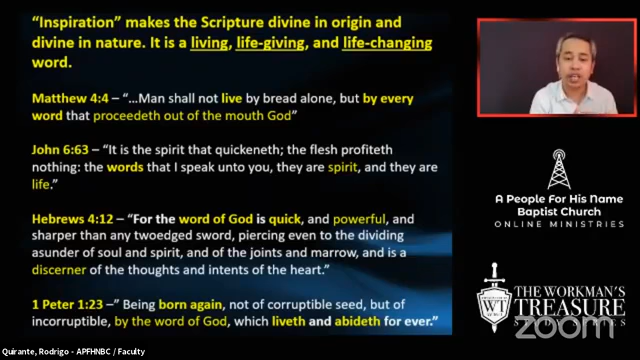 “Inspiration” makes the Scripture divine in origin and
divine in nature. It is a living, life-giving, and life-changing
word.
Matthew 4:4 – “...Man shall not live by bread alone, but by every
word that proceedeth out of the mouth God”
John 6:63 – “It is the spirit that quickeneth; the flesh profiteth
nothing: the words that I speak unto you, they are spirit, and they are
life.”
Hebrews 4:12 – “For the word of God is quick, and powerful, and
sharper than any twoedged sword, piercing even to the dividing
asunder of soul and spirit, and of the joints and marrow, and is a
discerner of the thoughts and intents of the heart.”
1 Peter 1:23 –” Being born again, not of corruptible seed, but of
incorruptible, by the word of God, which liveth and abideth for ever.”
A People For His Name
Baptist Church
ONLINE MINISTRIES
WT
THE WORKMAN'S
TREASURE
zoom
Quirante, Rodrigo - APFHNBC / Faculty